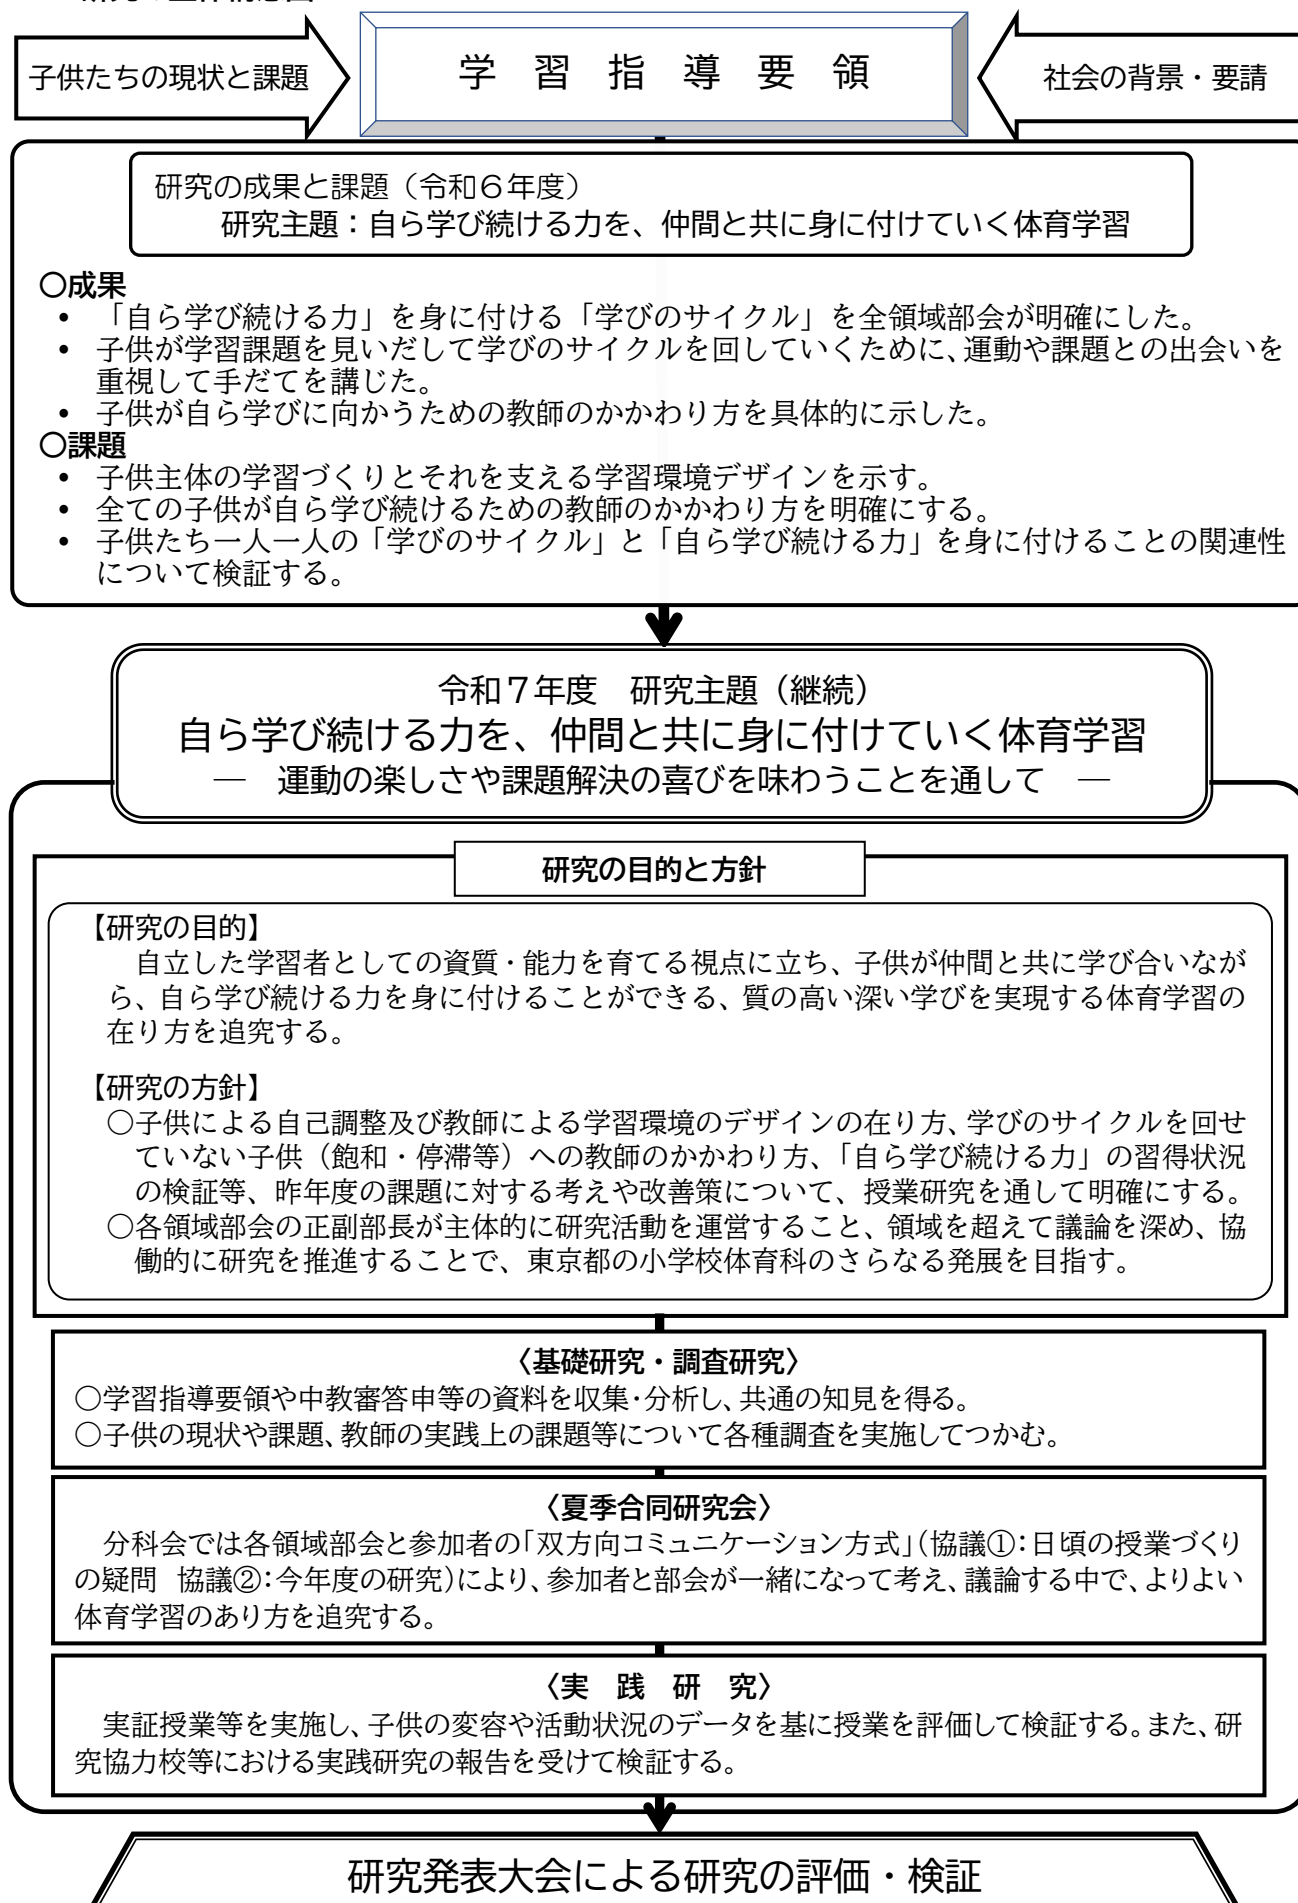 子供たちの現状と課題
学習指導要領
社会の背景・要請
研究の成果と課題（令和６年度）
研究主題：自ら学び続ける力を、仲間と共に身に付けていく体育学習
○成果
• 「自ら学び続ける力」を身に付ける「学びのサイクル」を全領域部会が明確にした。
• 子供が学習課題を見いだして学びのサイクルを回していくために、運動や課題との出会いを
重視して手だてを講じた。
• 子供が自ら学びに向かうための教師のかかわり方を具体的に示した。
○課題
• 子供主体の学習づくりとそれを支える学習環境デザインを示す。
• 全ての子供が自ら学び続けるための教師のかかわり方を明確にする。
• 子供たち一人一人の「学びのサイクル」と「自ら学び続ける力」を身に付けることの関連性
について検証する。
令和７年度　研究主題（継続）
自ら学び続ける力を、仲間と共に身に付けていく体育学習
―　運動の楽しさや課題解決の喜びを味わうことを通して　―
研究の目的と方針
【研究の目的】
自立した学習者としての資質・能力を育てる視点に立ち、子供が仲間と共に学び合いなが
ら、自ら学び続ける力を身に付けることができる、質の高い深い学びを実現する体育学習の
在り方を追究する。
【研究の方針】
○子供による自己調整及び教師による学習環境のデザインの在り方、学びのサイクルを回せ
ていない子供（飽和・停滞等）への教師のかかわり方、「自ら学び続ける力」の習得状況
の検証等、昨年度の課題に対する考えや改善策について、授業研究を通して明確にする。
○各領域部会の正副部長が主体的に研究活動を運営すること、領域を超えて議論を深め、協
働的に研究を推進することで、東京都の小学校体育科のさらなる発展を目指す。
〈基礎研究・調査研究〉
○学習指導要領や中教審答申等の資料を収集・分析し、共通の知見を得る。
○子供の現状や課題、教師の実践上の課題等について各種調査を実施してつかむ。
〈夏季合同研究会〉
分科会では各領域部会と参加者の「双方向コミュニケーション方式」（協議①：日頃の授業づくり
の疑問　協議②：今年度の研究）により、参加者と部会が一緒になって考え、議論する中で、よりよい
体育学習のあり方を追究する。
〈実　践　研　究〉
実証授業等を実施し、子供の変容や活動状況のデータを基に授業を評価して検証する。また、研
究協力校等における実践研究の報告を受けて検証する。
研究発表大会による研究の評価・検証